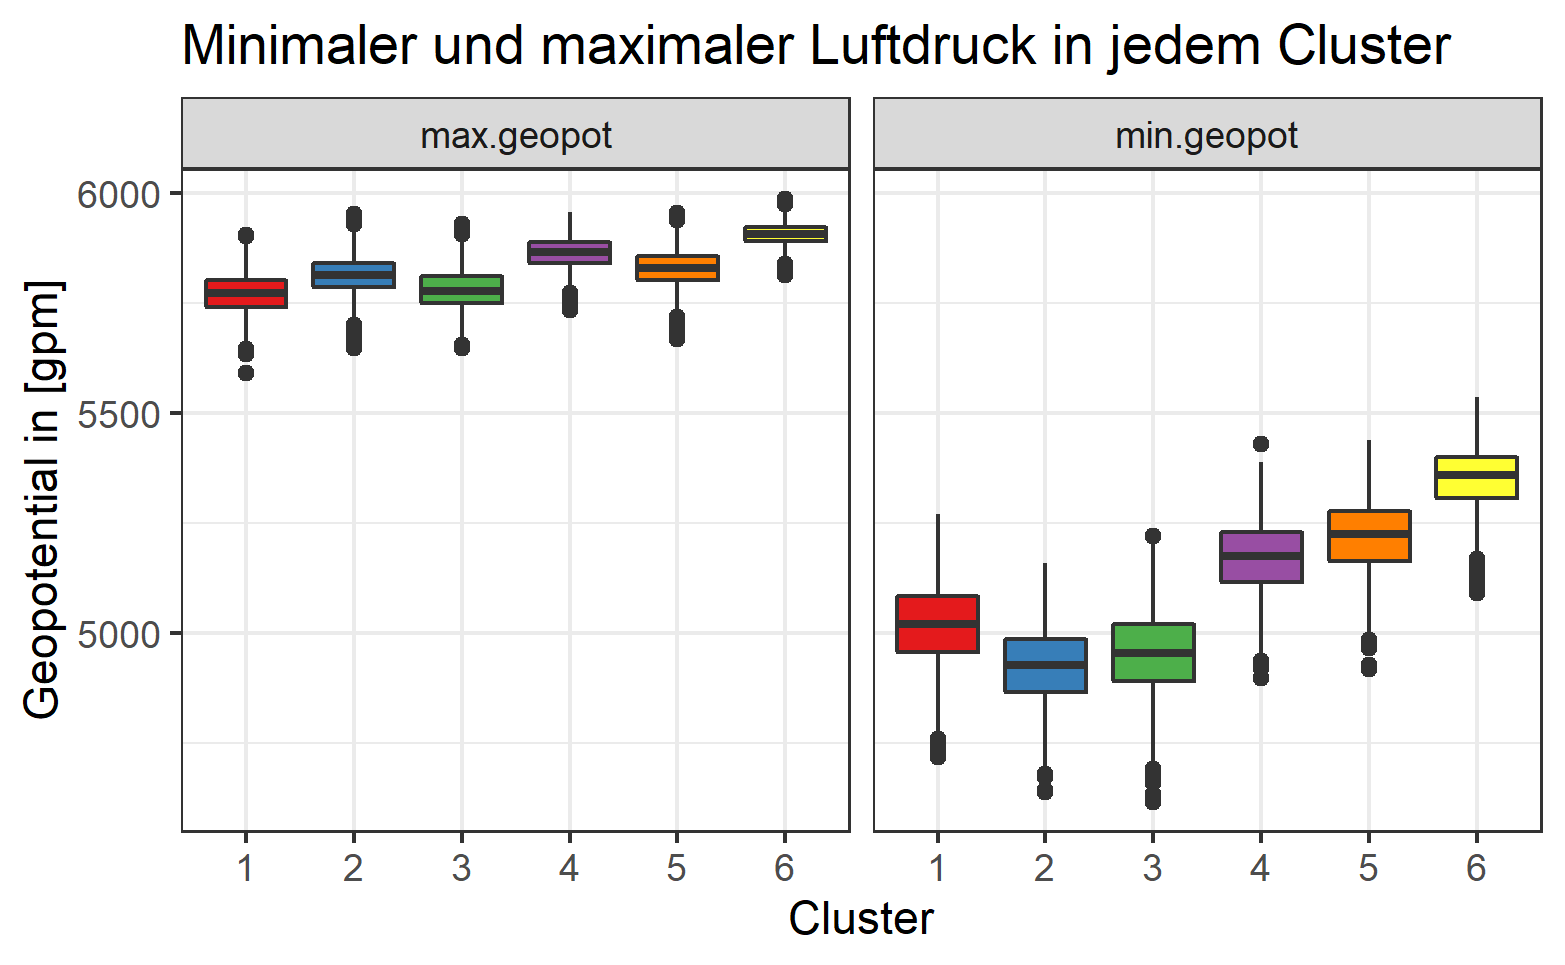 Minimaler und maximaler Luftdruck in jedem Cluster
max.geopot
min.geopot
Geopotential in [gpm]
6000
5500
5000
1 2 3 4 5 6
1 2 3 4 5 6
Cluster